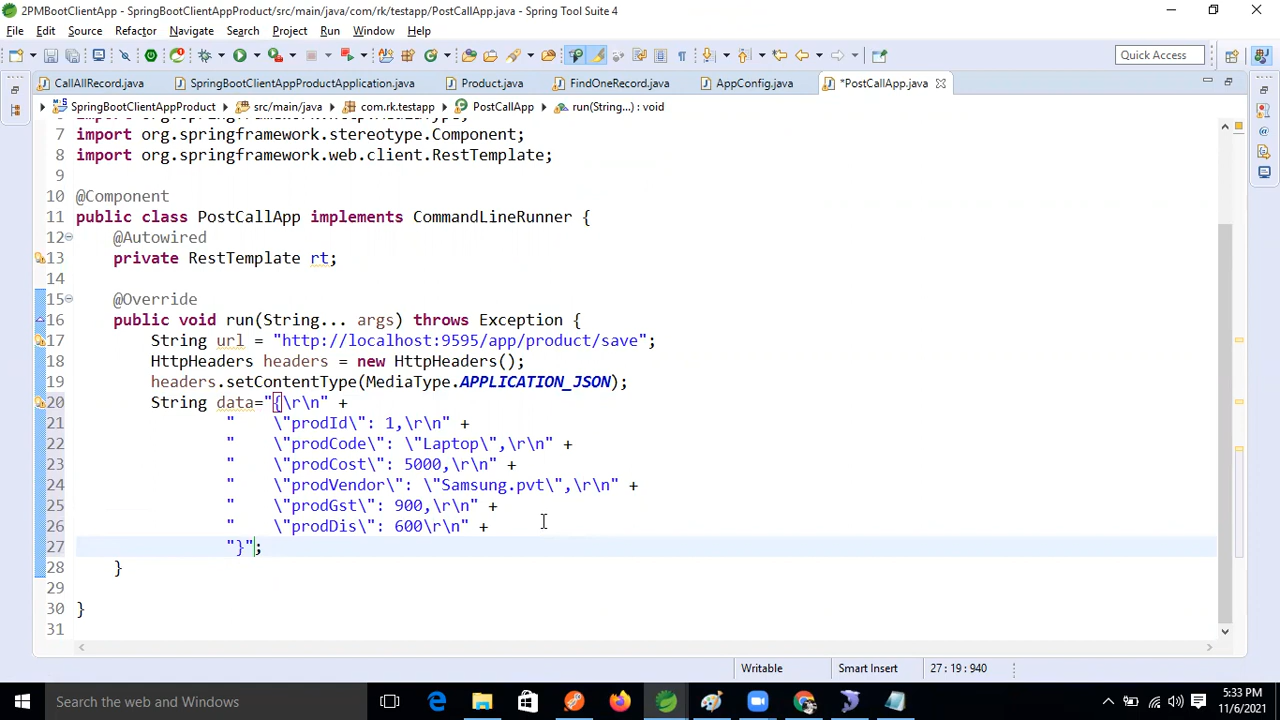 2PMBootClientApp - SpringBootClientAppProduct/src/main/java/com/rk/testapp/PostCallApp.java - Spring Tool Suite 4
File Edit Source Refactor Navigate Search Project Run Window Help
Quick Access
CallAllRecord.java SpringBootClientAppProductApplication.java Product.java FindOneRecord.java AppConfig.java *PostCallApp.java
SpringBootClientAppProduct src/main/java com.rk.testapp PostCallApp run(String...) : void
7 import org.springframework.stereotype.Component;
8 import org.springframework.web.client.RestTemplate;
9
10 @Component
11 public class PostCallApp implements CommandLineRunner {
12 @Autowired
13 private RestTemplate rt;
14
15 @Override
16 public void run(String... args) throws Exception {
17 String url = "http://localhost:9595/app/product/save";
18 HttpHeaders headers = new HttpHeaders();
19 headers.setContentType(MediaType.APPLICATION_JSON);
20 String data="{\r\n" +
21 " \"prodId\": 1,\r\n" +
22 " \"prodCode\": \"Laptop\",\r\n" +
23 " \"prodCost\": 5000,\r\n" +
24 " \"prodVendor\": \"Samsung.pvt\",\r\n" +
25 " \"prodGst\": 900,\r\n" +
26 " \"prodDis\": 600\r\n" +
27 "}";
28 }
29
30 }
31
Writable Smart Insert 27 : 19 : 940
Search the web and Windows
5:33 PM
11/6/2021